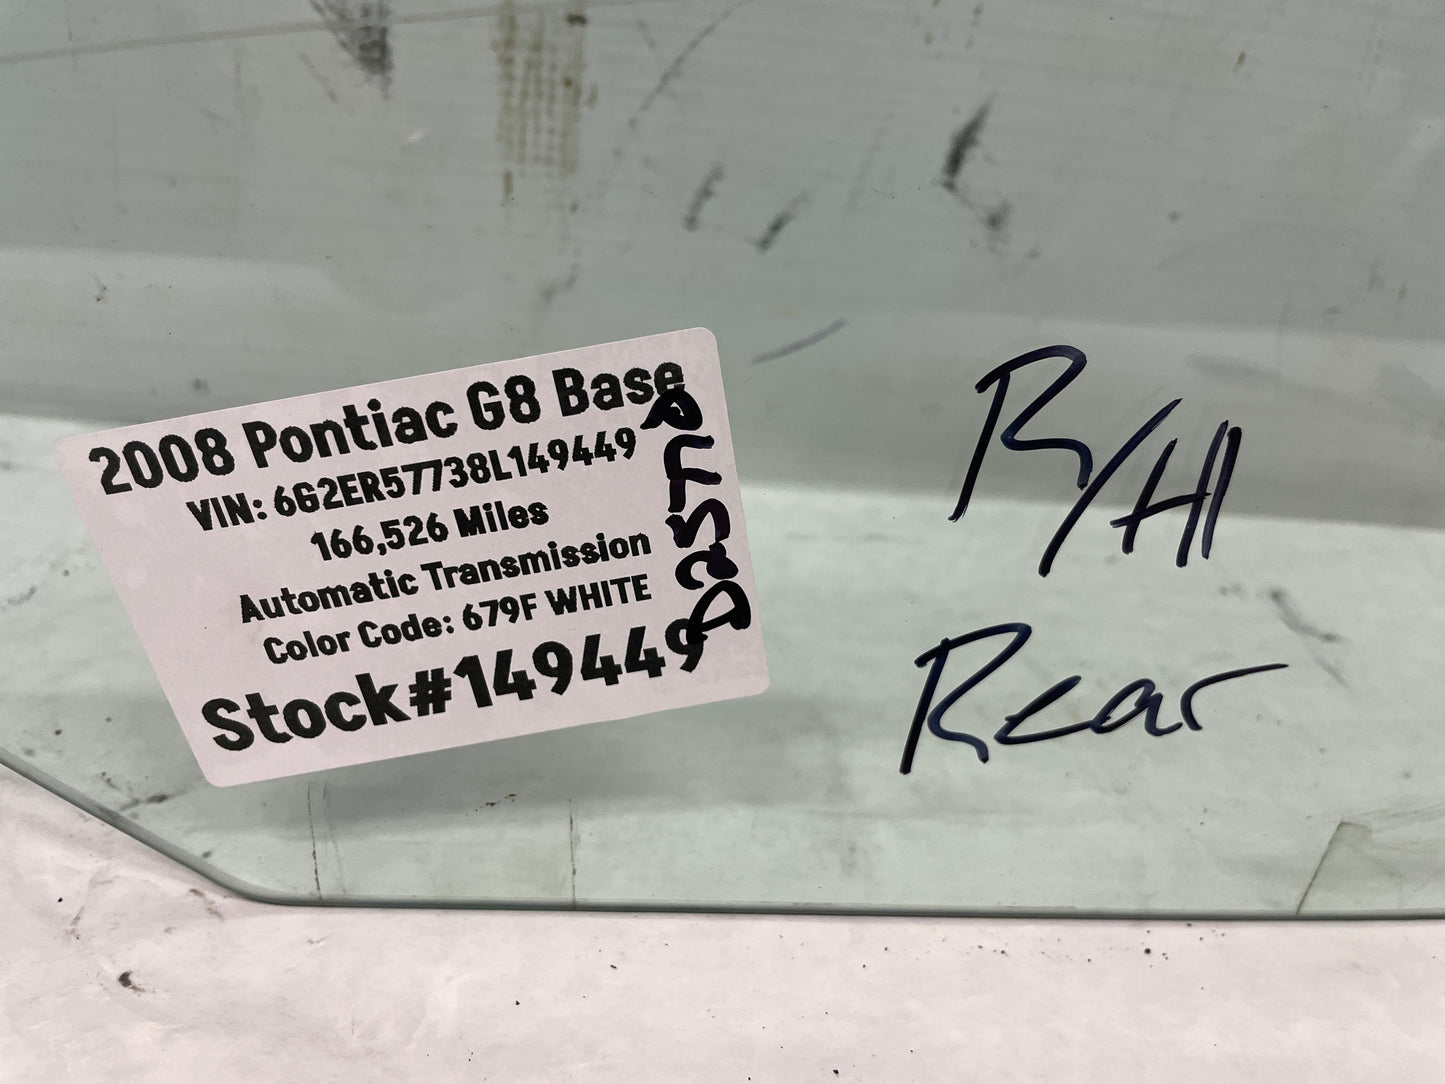 2008 Pontiac G8 Base
VIN: 6G2ER57738L149449
166,526 Miles
Automatic Transmission
Color Code: 679F WHITE
Stock#149449
R/H
Rear